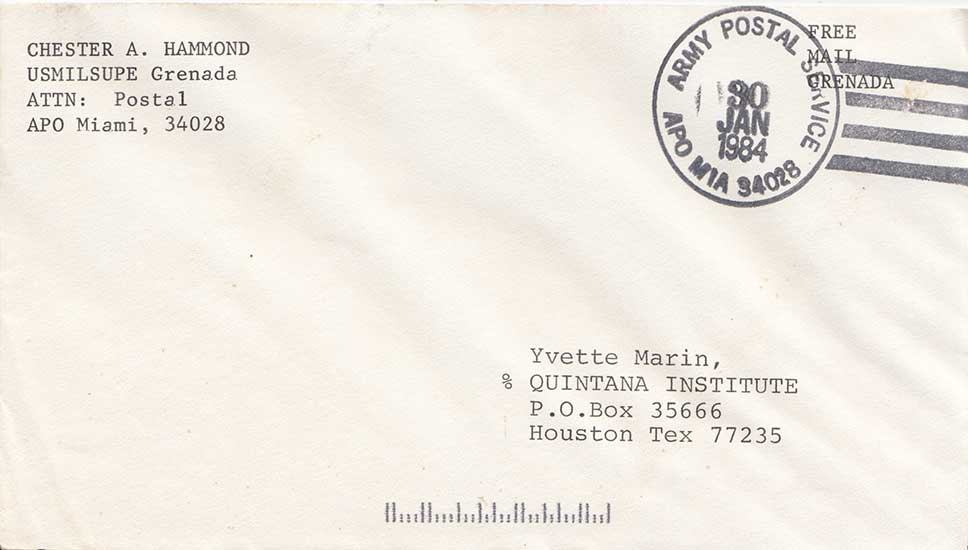 CHESTER A. HAMMOND
USMILSUPE Grenada
ATTN: Postal
APO Miami, 34028
ARMY POSTAL SERVICE
30
JAN
1984
APO MIA 34028
FREE
MAIL
GRENADA
Yvette Marin,
% QUINTANA INSTITUTE
P.O.Box 35666
Houston Tex 77235